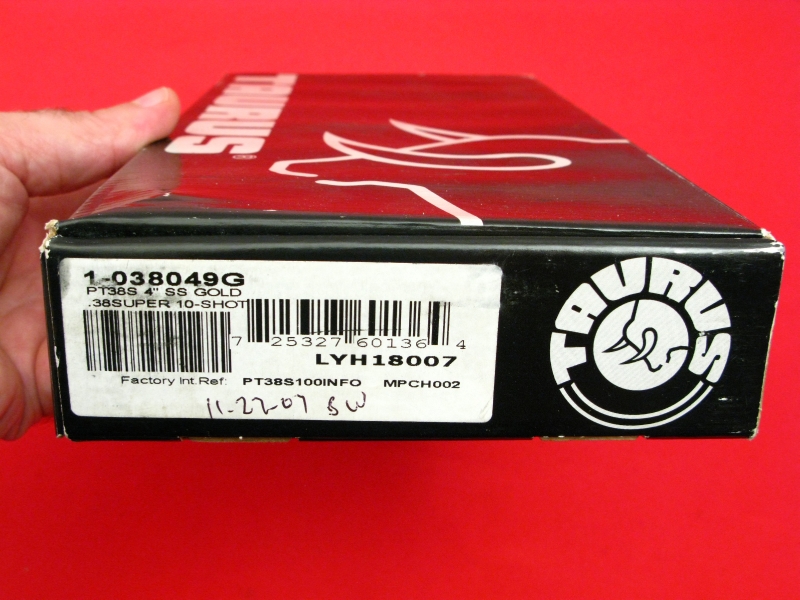 TAURUS®
1-038049G
PT38S 4" SS GOLD
.38SUPER 10-SHOT
7 25327 60136 4
LYH18007
Factory Int.Ref: PT38S100INFO MPCH002
11-27-07 BW
TAURUS